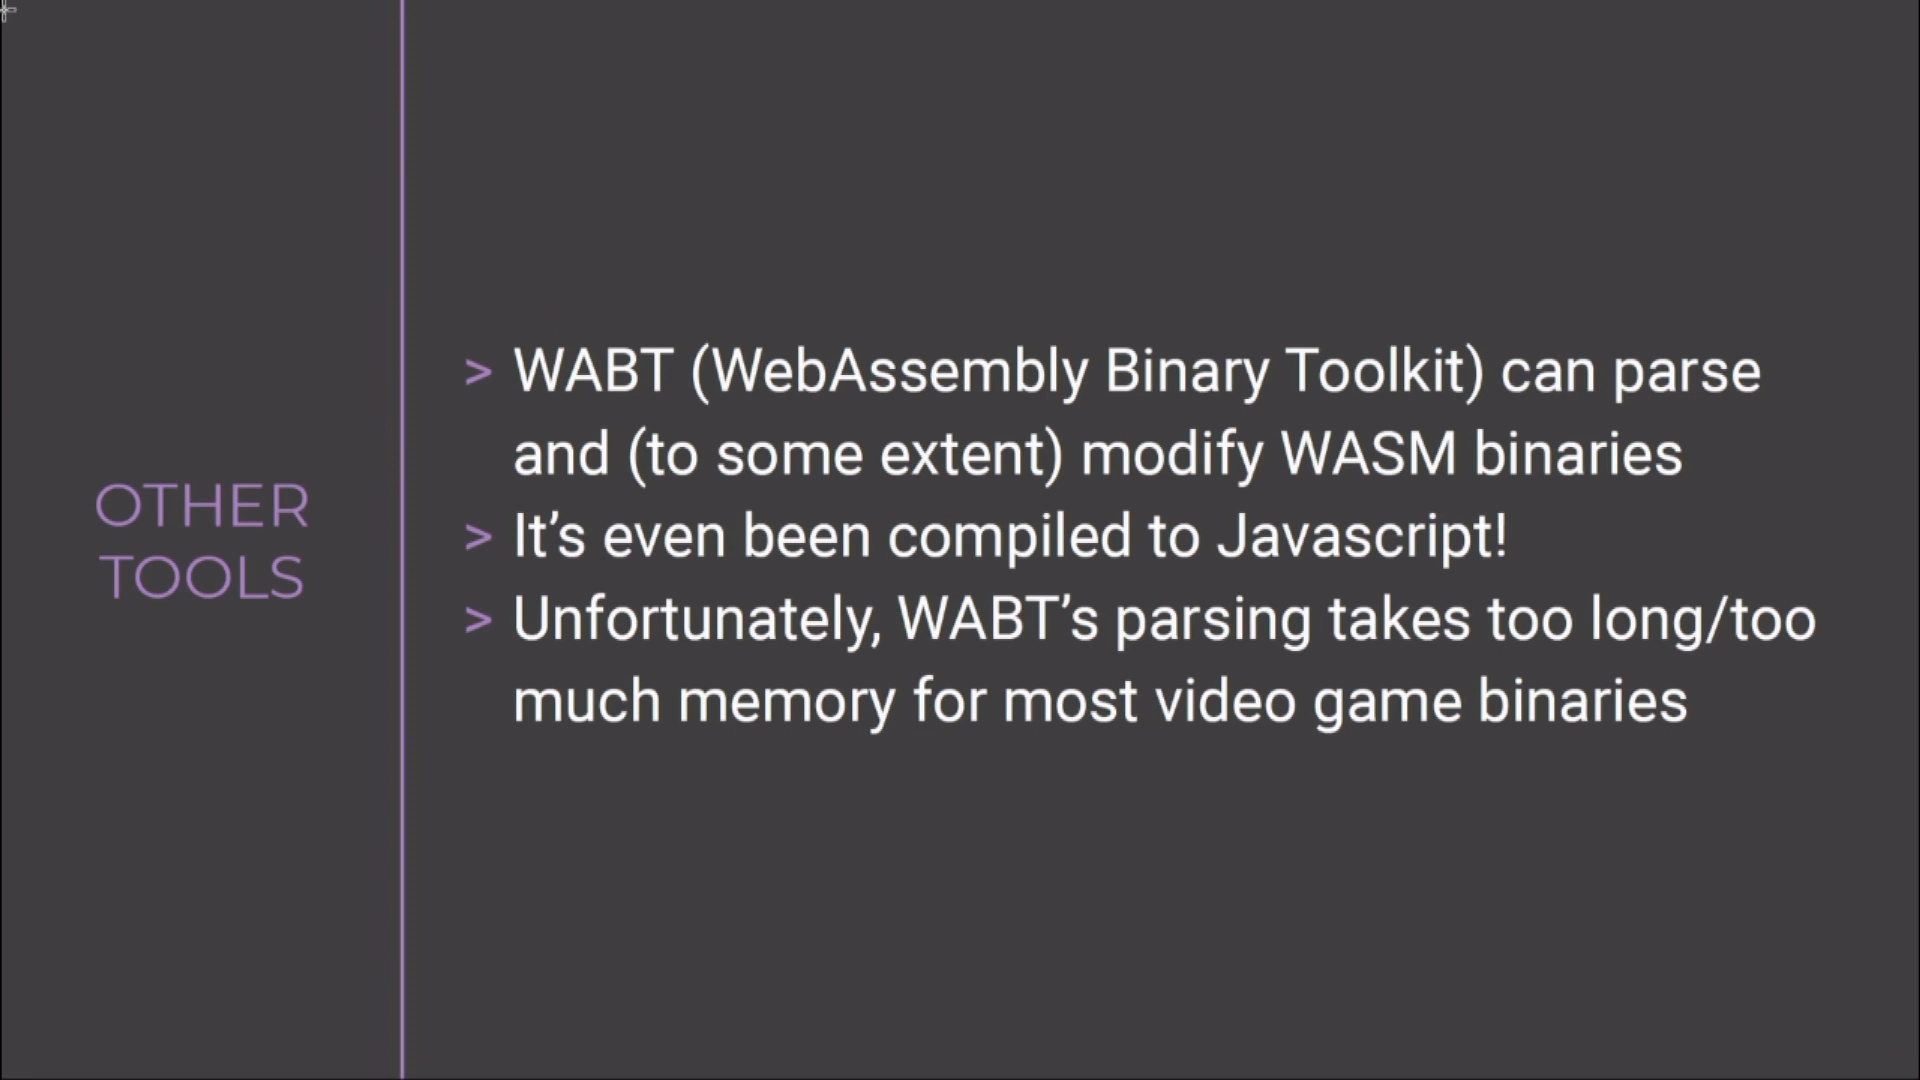 OTHER
TOOLS
> WABT (WebAssembly Binary Toolkit) can parse
and (to some extent) modify WASM binaries
> It’s even been compiled to Javascript!
> Unfortunately, WABT’s parsing takes too long/too
much memory for most video game binaries